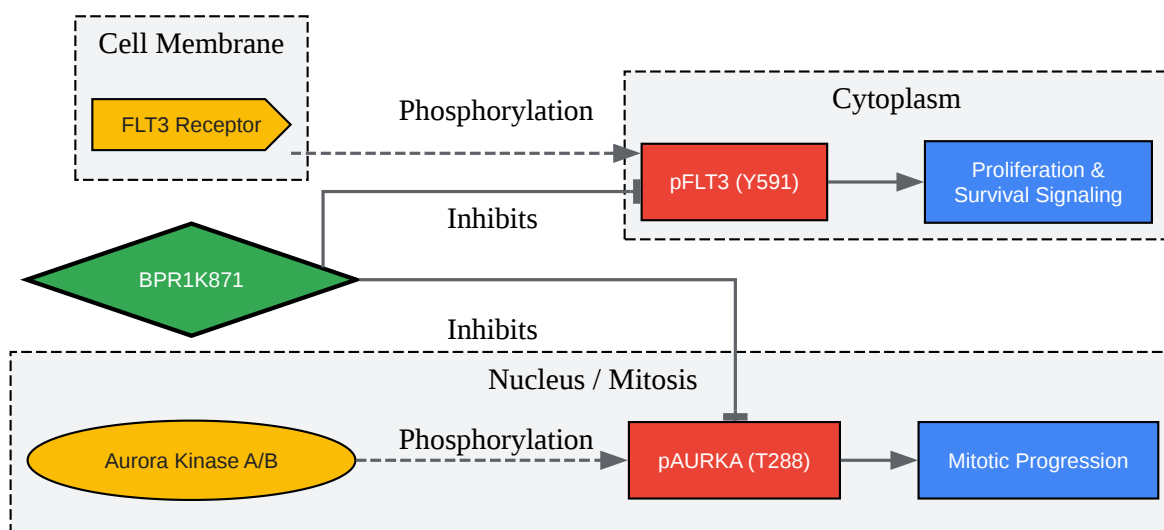 Cell Membrane
FLT3 Receptor
Phosphorylation
Cytoplasm
pFLT3 (Y591)
Proliferation &
Survival Signaling
Inhibits
BPR1K871
Inhibits
Nucleus / Mitosis
Aurora Kinase A/B
Phosphorylation
pAURKA (T288)
Mitotic Progression